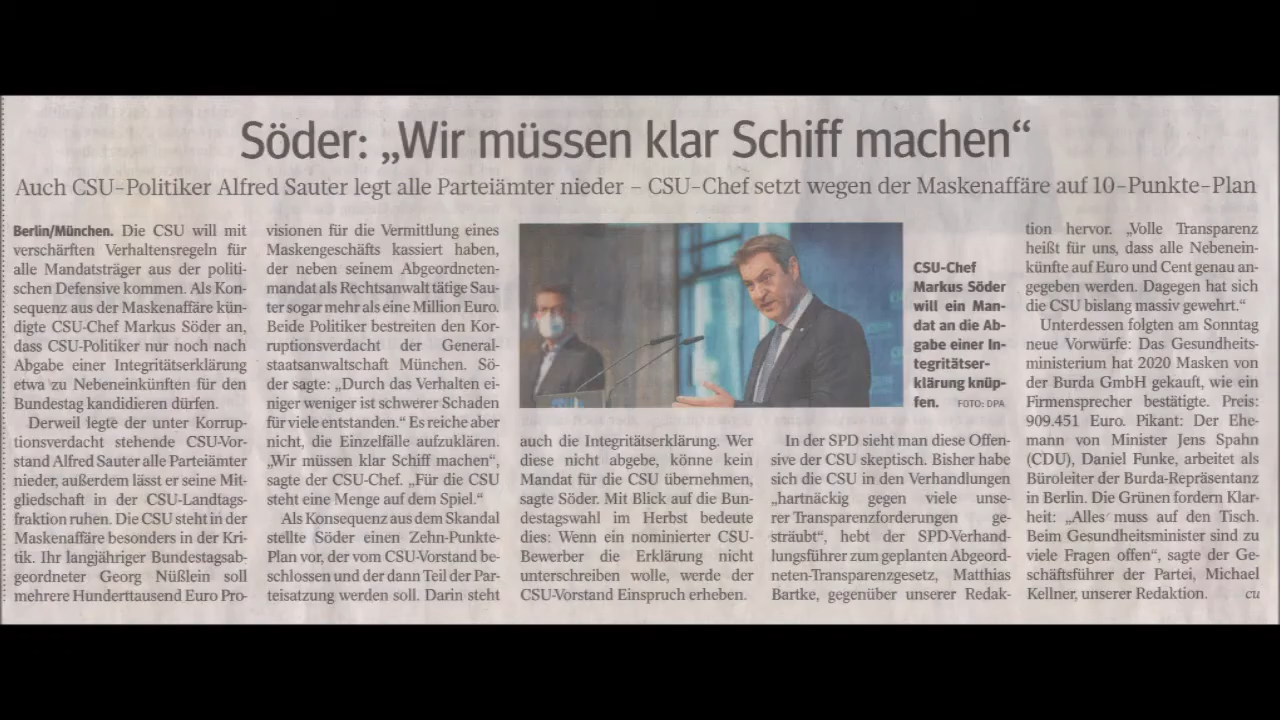 Söder: „Wir müssen klar Schiff machen“
Auch CSU-Politiker Alfred Sauter legt alle Parteiämter nieder – CSU-Chef setzt wegen der Maskenaffäre auf 10-Punkte-Plan
Berlin/München. Die CSU will mit
verschärften Verhaltensregeln für
alle Mandatsträger aus der politi-
schen Defensive kommen. Als Kon-
sequenz aus der Maskenaffäre kün-
digte CSU-Chef Markus Söder an,
dass CSU-Politiker nur noch nach
Abgabe einer Integritätserklärung
etwa zu Nebeneinkünften für den
Bundestag kandidieren dürfen.
Derweil legte der unter Korrup-
tionsverdacht stehende CSU-Vor-
stand Alfred Sauter alle Parteiämter
nieder, außerdem lässt er seine Mit-
gliedschaft in der CSU-Landtags-
fraktion ruhen. Die CSU steht in der
Maskenaffäre besonders in der Kri-
tik. Ihr langjähriger Bundestagsab-
geordneter Georg Nüßlein soll
mehrere Hunderttausend Euro Pro-
visionen für die Vermittlung eines
Maskengeschäfts kassiert haben,
der neben seinem Abgeordneten-
mandat als Rechtsanwalt tätige Sau-
ter sogar mehr als eine Million Euro.
Beide Politiker bestreiten den Kor-
ruptionsverdacht der General-
staatsanwaltschaft München. Sö-
der sagte: „Durch das Verhalten ei-
niger weniger ist schwerer Schaden
für viele entstanden.“ Es reiche aber
nicht, die Einzelfälle aufzuklären.
„Wir müssen klar Schiff machen“,
sagte der CSU-Chef. „Für die CSU
steht eine Menge auf dem Spiel.“
Als Konsequenz aus dem Skandal
stellte Söder einen Zehn-Punkte-
Plan vor, der vom CSU-Vorstand be-
schlossen und der dann Teil der Par-
teisatzung werden soll. Darin steht
CSU-Chef
Markus Söder
will ein Man-
dat an die Ab-
gabe einer In-
tegritätser-
klärung knüp-
fen. FOTO: DPA
auch die Integritätserklärung. Wer
diese nicht abgebe, könne kein
Mandat für die CSU übernehmen,
sagte Söder. Mit Blick auf die Bun-
destagswahl im Herbst bedeute
dies: Wenn ein nominierter CSU-
Bewerber die Erklärung nicht
unterschreiben wolle, werde der
CSU-Vorstand Einspruch erheben.
In der SPD sieht man diese Offen-
sive der CSU skeptisch. Bisher habe
sich die CSU in den Verhandlungen
„hartnäckig gegen viele unse-
rer Transparenzforderungen ge-
sträubt“, hebt der SPD-Verhand-
lungsführer zum geplanten Abgeord-
neten-Transparenzgesetz, Matthias
Bartke, gegenüber unserer Redak-
tion hervor. „Volle Transparenz
heißt für uns, dass alle Nebenein-
künfte auf Euro und Cent genau an-
gegeben werden. Dagegen hat sich
die CSU bislang massiv gewehrt.“
Unterdessen folgten am Sonntag
neue Vorwürfe: Das Gesundheits-
ministerium hat 2020 Masken von
der Burda GmbH gekauft, wie ein
Firmensprecher bestätigte. Preis:
909.451 Euro. Pikant: Der Ehe-
mann von Minister Jens Spahn
(CDU), Daniel Funke, arbeitet als
Büroleiter der Burda-Repräsentanz
in Berlin. Die Grünen fordern Klar-
heit: „Alles muss auf den Tisch.
Beim Gesundheitsminister sind zu
viele Fragen offen“, sagte der Ge-
schäftsführer der Partei, Michael
Kellner, unserer Redaktion. cu